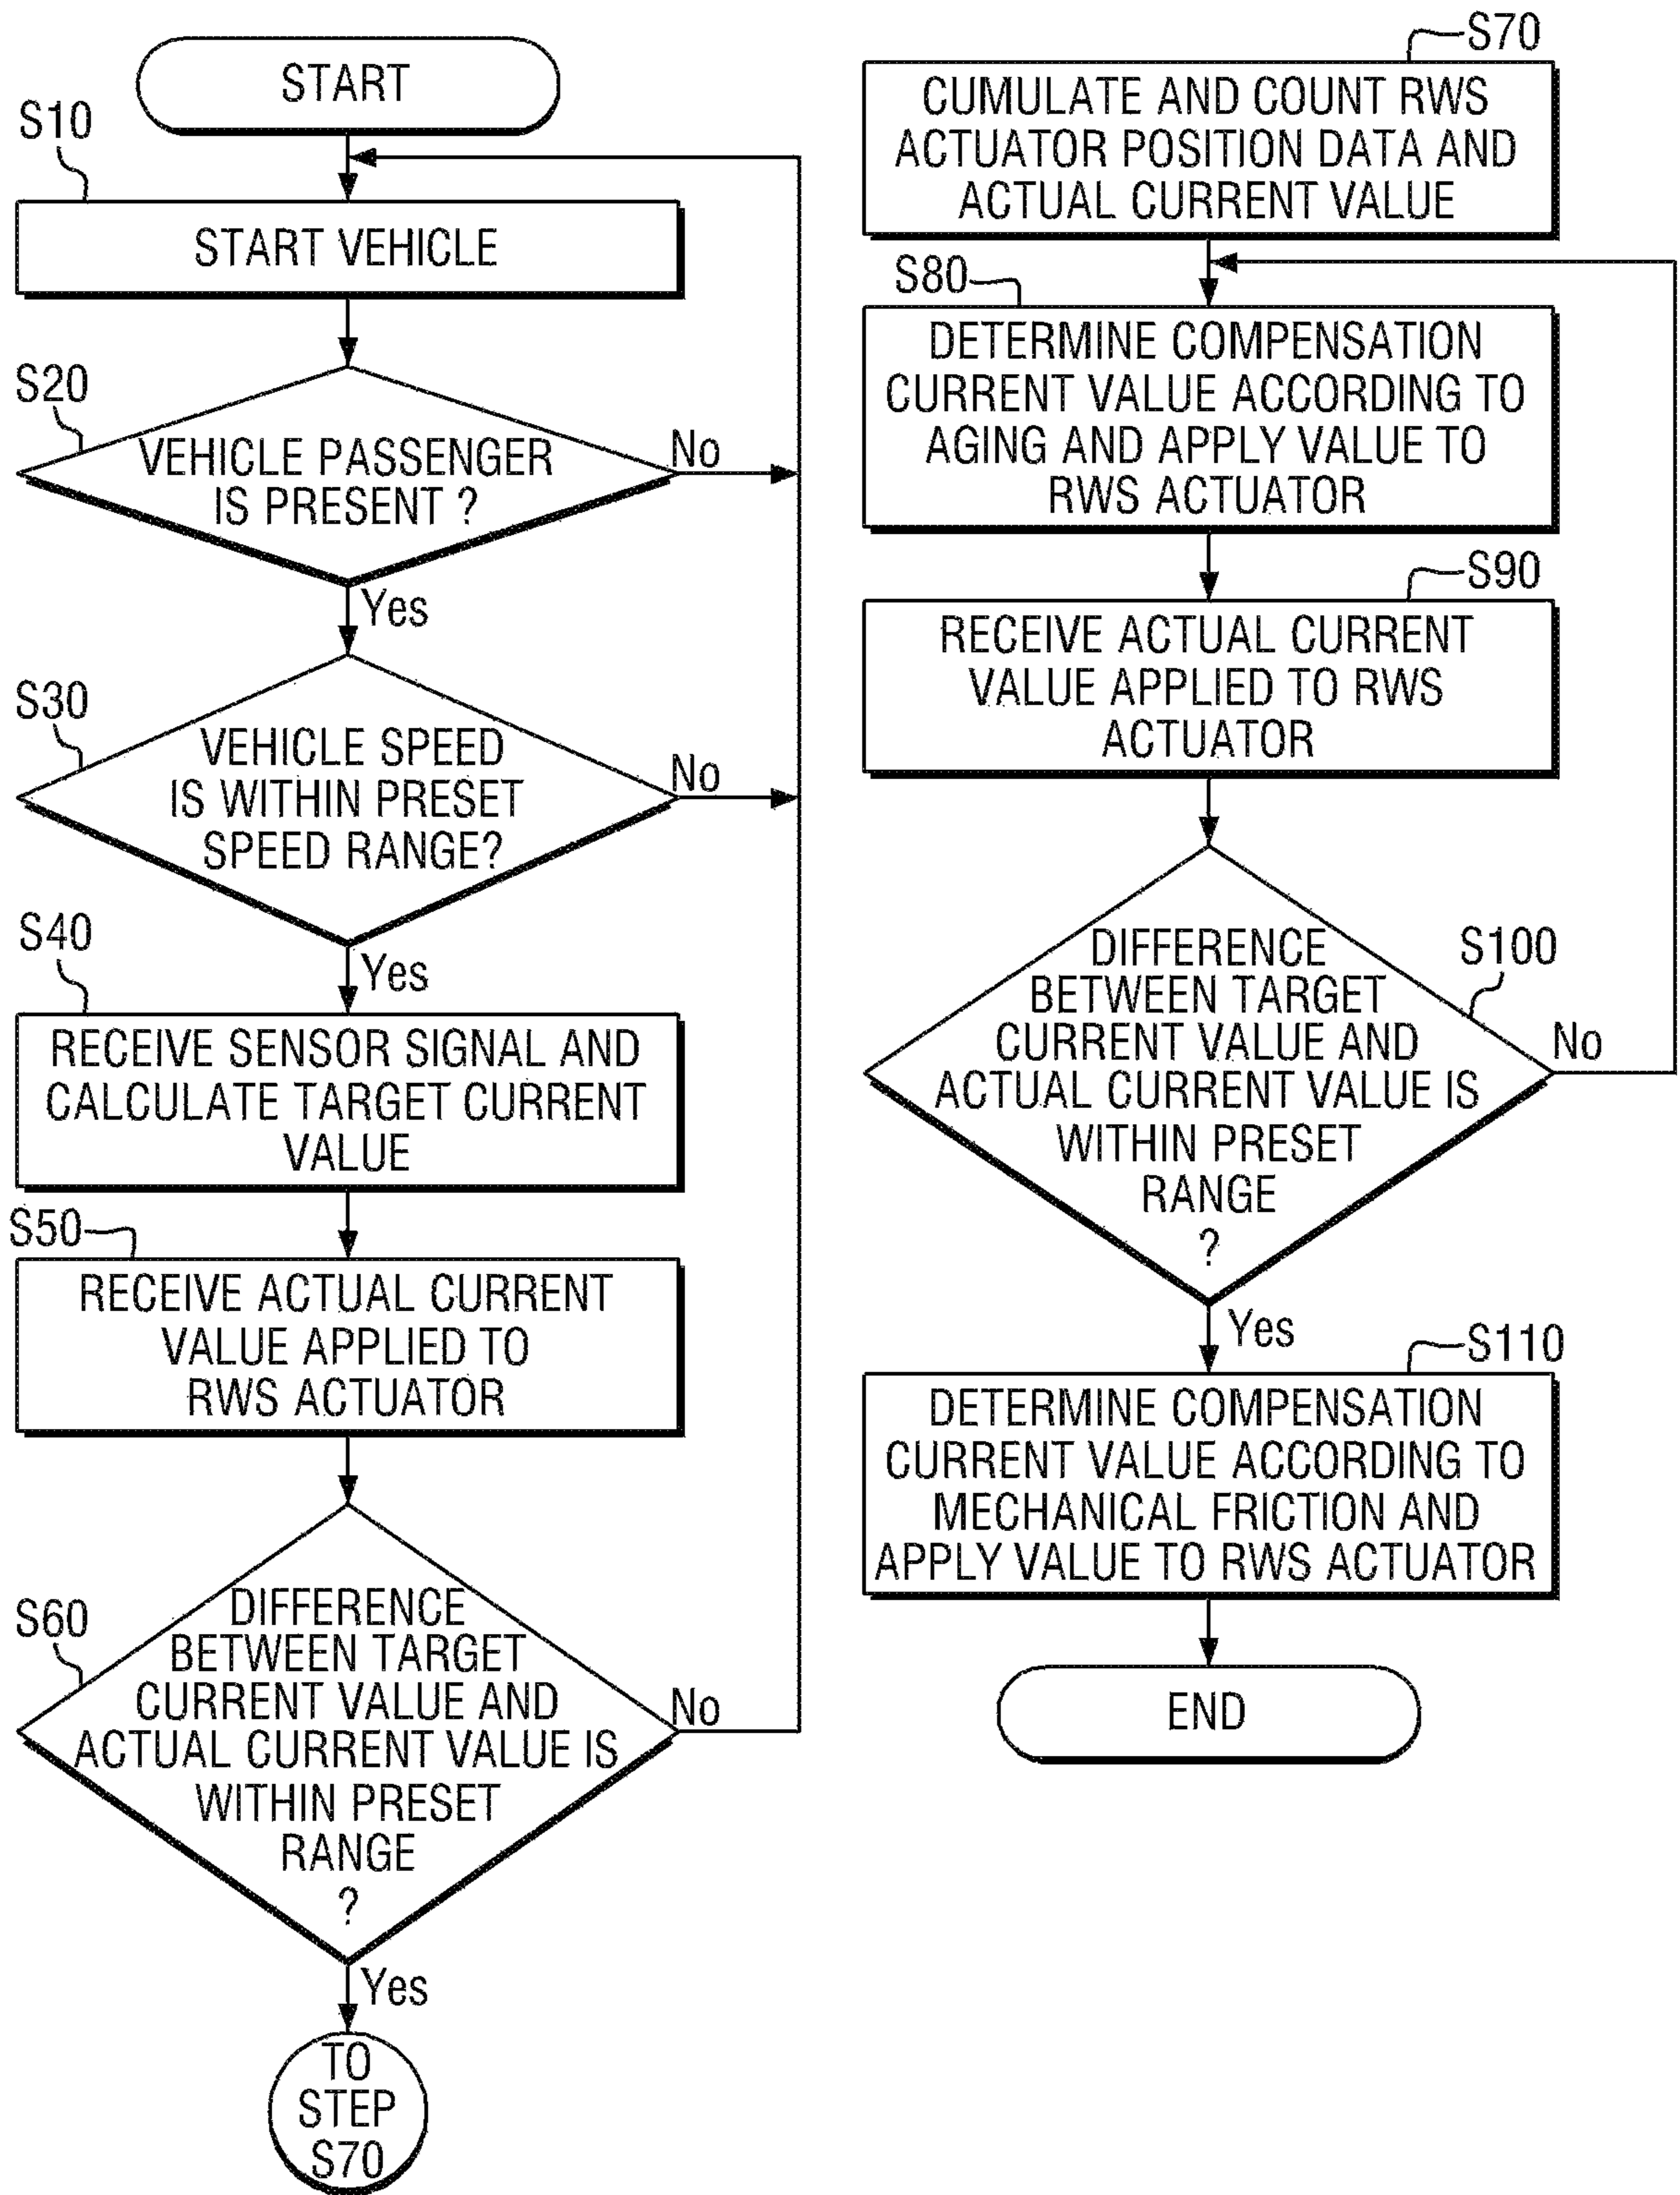 START
S10
START VEHICLE
S20
VEHICLE PASSENGER
IS PRESENT ?
No
Yes
S30
VEHICLE SPEED
IS WITHIN PRESET
SPEED RANGE?
No
Yes
S40
RECEIVE SENSOR SIGNAL AND
CALCULATE TARGET CURRENT
VALUE
S50
RECEIVE ACTUAL CURRENT
VALUE APPLIED TO
RWS ACTUATOR
S60
DIFFERENCE
BETWEEN TARGET
CURRENT VALUE AND
ACTUAL CURRENT VALUE IS
WITHIN PRESET
RANGE
?
No
Yes
TO
STEP
S70
S70
CUMULATE AND COUNT RWS
ACTUATOR POSITION DATA AND
ACTUAL CURRENT VALUE
S80
DETERMINE COMPENSATION
CURRENT VALUE ACCORDING TO
AGING AND APPLY VALUE TO
RWS ACTUATOR
S90
RECEIVE ACTUAL CURRENT
VALUE APPLIED TO RWS
ACTUATOR
S100
DIFFERENCE
BETWEEN TARGET
CURRENT VALUE AND
ACTUAL CURRENT VALUE IS
WITHIN PRESET
RANGE
?
No
Yes
S110
DETERMINE COMPENSATION
CURRENT VALUE ACCORDING TO
MECHANICAL FRICTION AND
APPLY VALUE TO RWS ACTUATOR
END